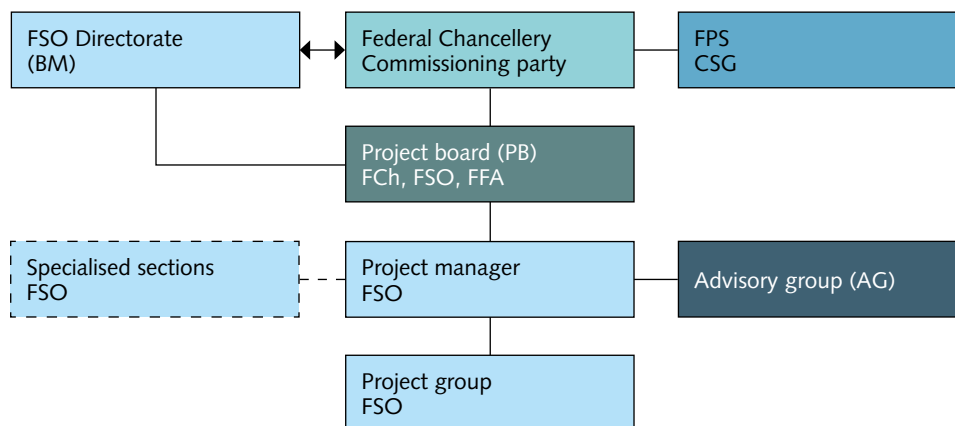 FSO Directorate
(BM)
Federal Chancellery
Commissioning party
FPS
CSG
Project board (PB)
FCh, FSO, FFA
Specialised sections
FSO
Project manager
FSO
Advisory group (AG)
Project group
FSO